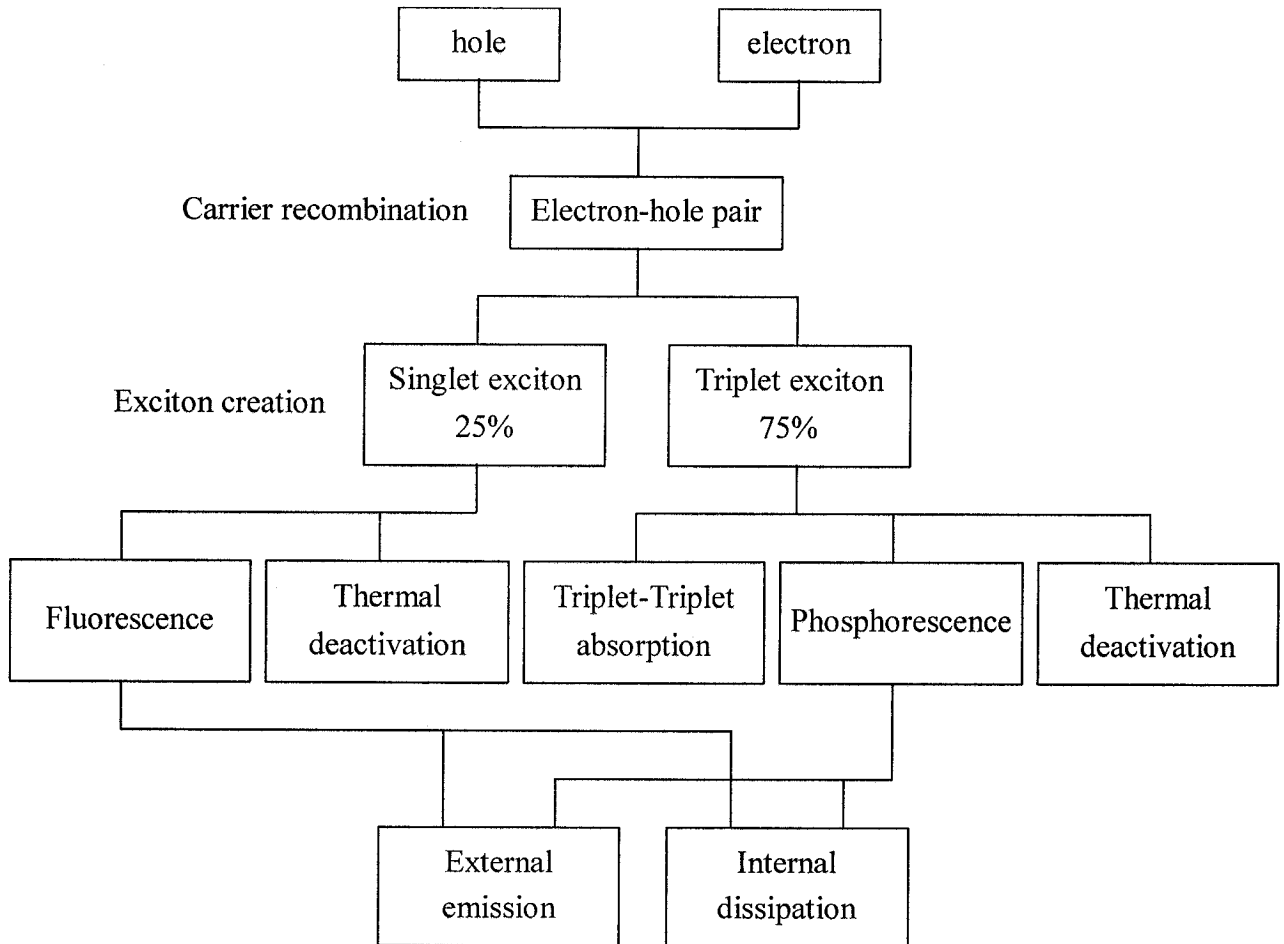 hole
electron
Carrier recombination
Electron-hole pair
Exciton creation
Singlet exciton
25%
Triplet exciton
75%
Fluorescence
Thermal
deactivation
Triplet-Triplet
absorption
Phosphorescence
Thermal
deactivation
External
emission
Internal
dissipation